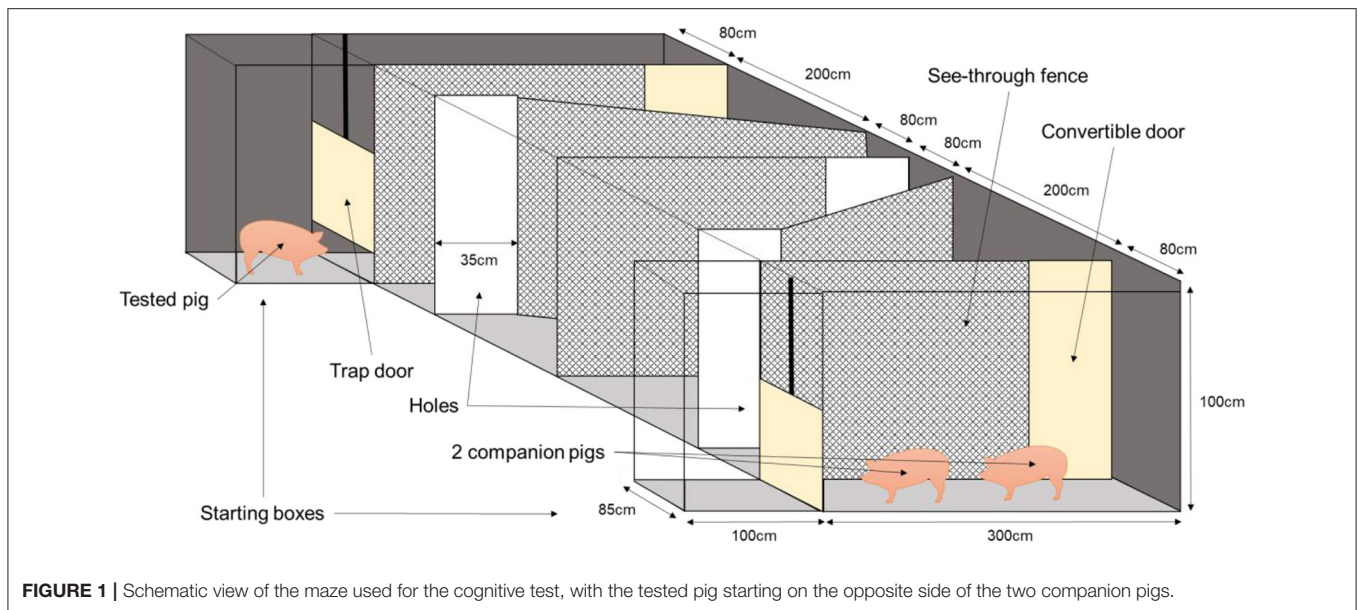 80cm
200cm
See-through fence
80cm
80cm
Convertible door
200cm
80cm
35cm
Tested pig
Trap door
Holes
100cm
2 companion pigs
Starting boxes
85cm
100cm
300cm
FIGURE 1 | Schematic view of the maze used for the cognitive test, with the tested pig starting on the opposite side of the two companion pigs.